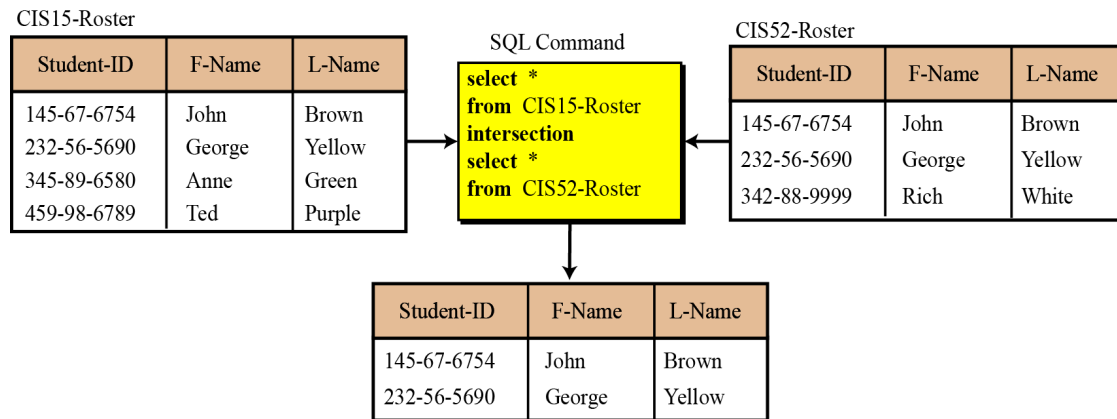 CIS15-Roster
Student-ID F-Name L-Name
145-67-6754 John Brown
232-56-5690 George Yellow
345-89-6580 Anne Green
459-98-6789 Ted Purple
SQL Command
select *
from CIS15-Roster
intersection
select *
from CIS52-Roster
CIS52-Roster
Student-ID F-Name L-Name
145-67-6754 John Brown
232-56-5690 George Yellow
342-88-9999 Rich White
Student-ID F-Name L-Name
145-67-6754 John Brown
232-56-5690 George Yellow